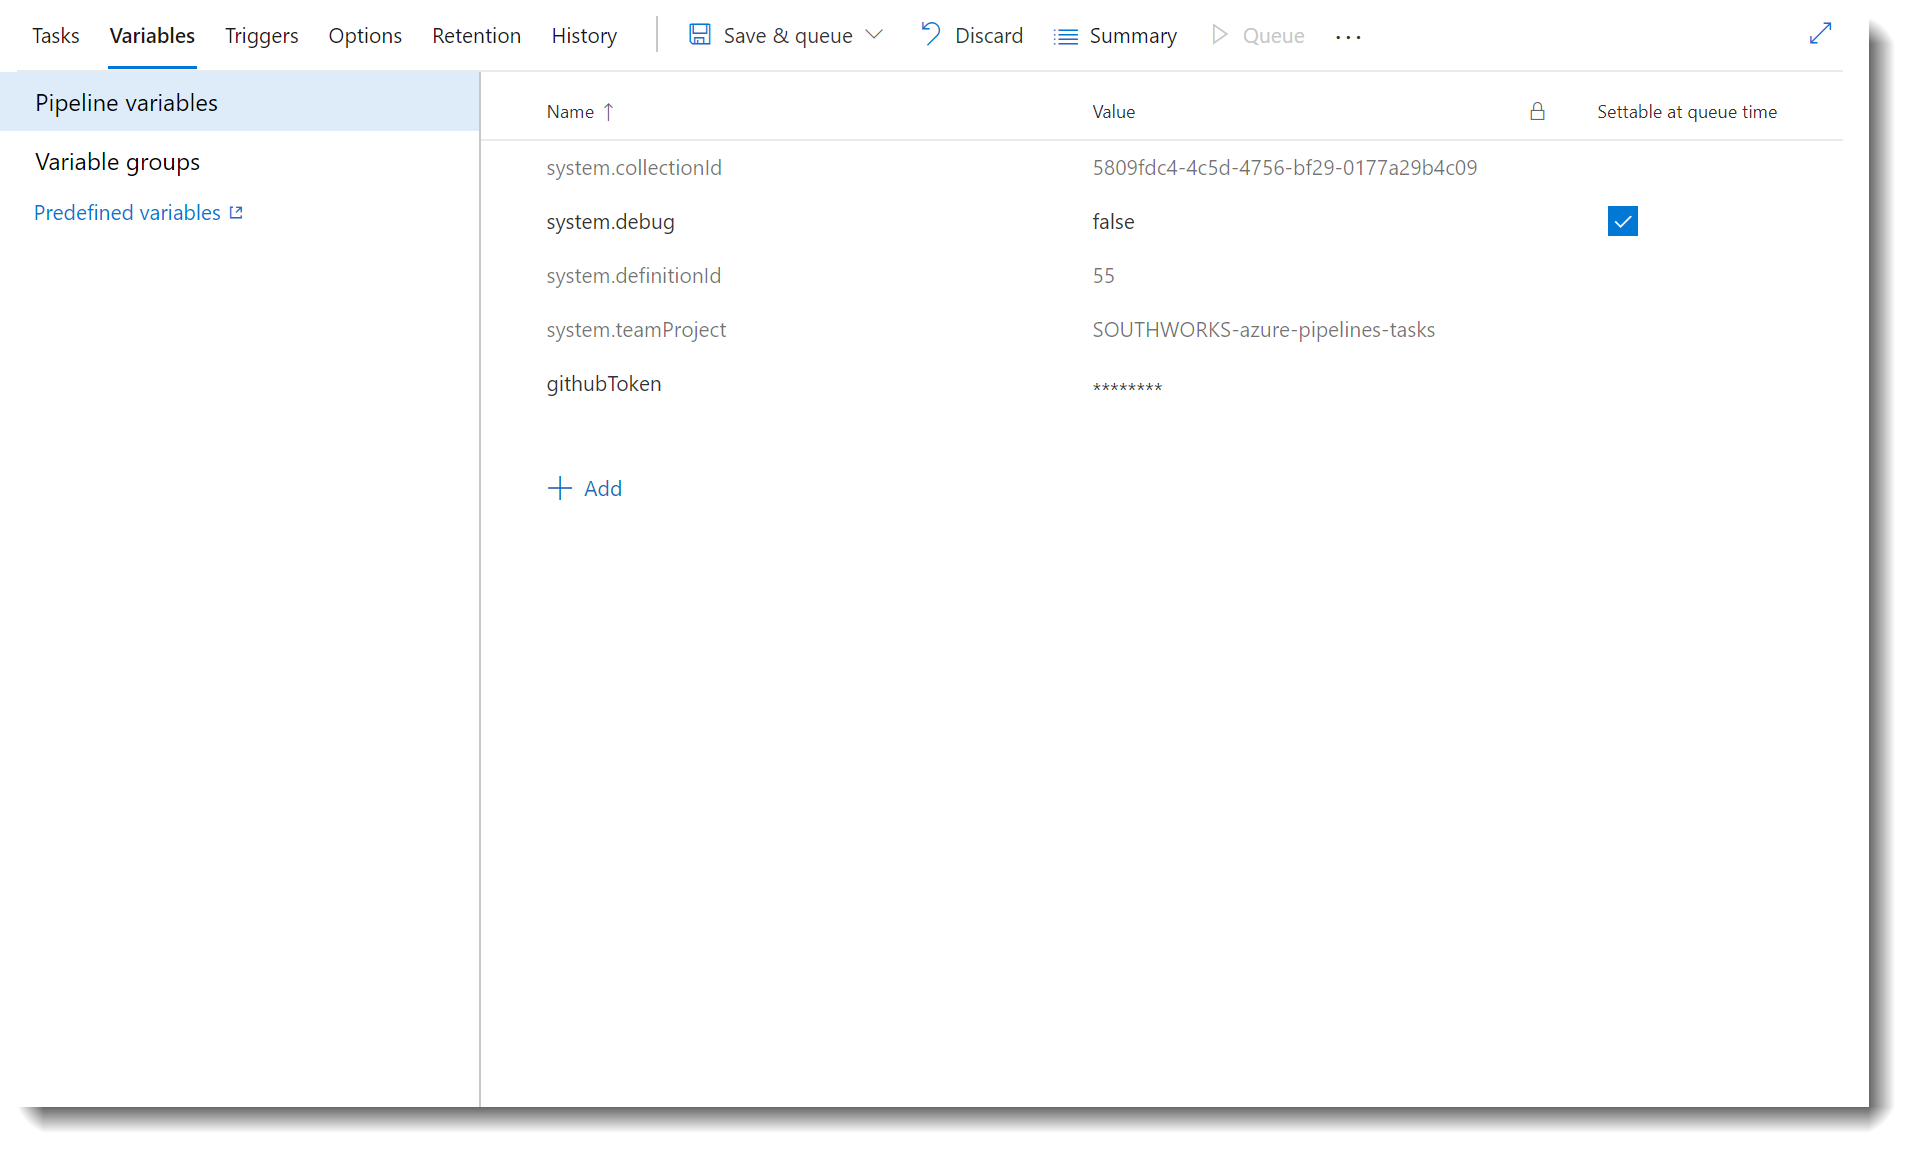 Tasks Variables Triggers Options Retention History Save & queue Discard Summary Queue ...
Pipeline variables
Variable groups
Predefined variables
Name Value Settable at queue time
system.collectionId 5809fdc4-4c5d-4756-bf29-0177a29b4c09
system.debug false
system.definitionId 55
system.teamProject SOUTHWORKS-azure-pipelines-tasks
githubToken ********
Add